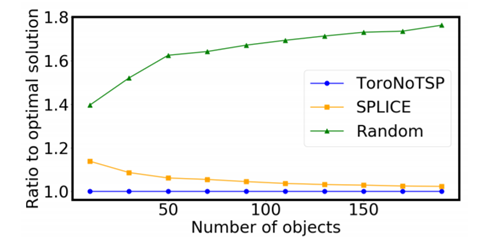 Ratio to optimal solution
1.8
1.6
1.4
1.2
1.0
ToroNoTSP
SPLICE
Random
50
100
150
Number of objects